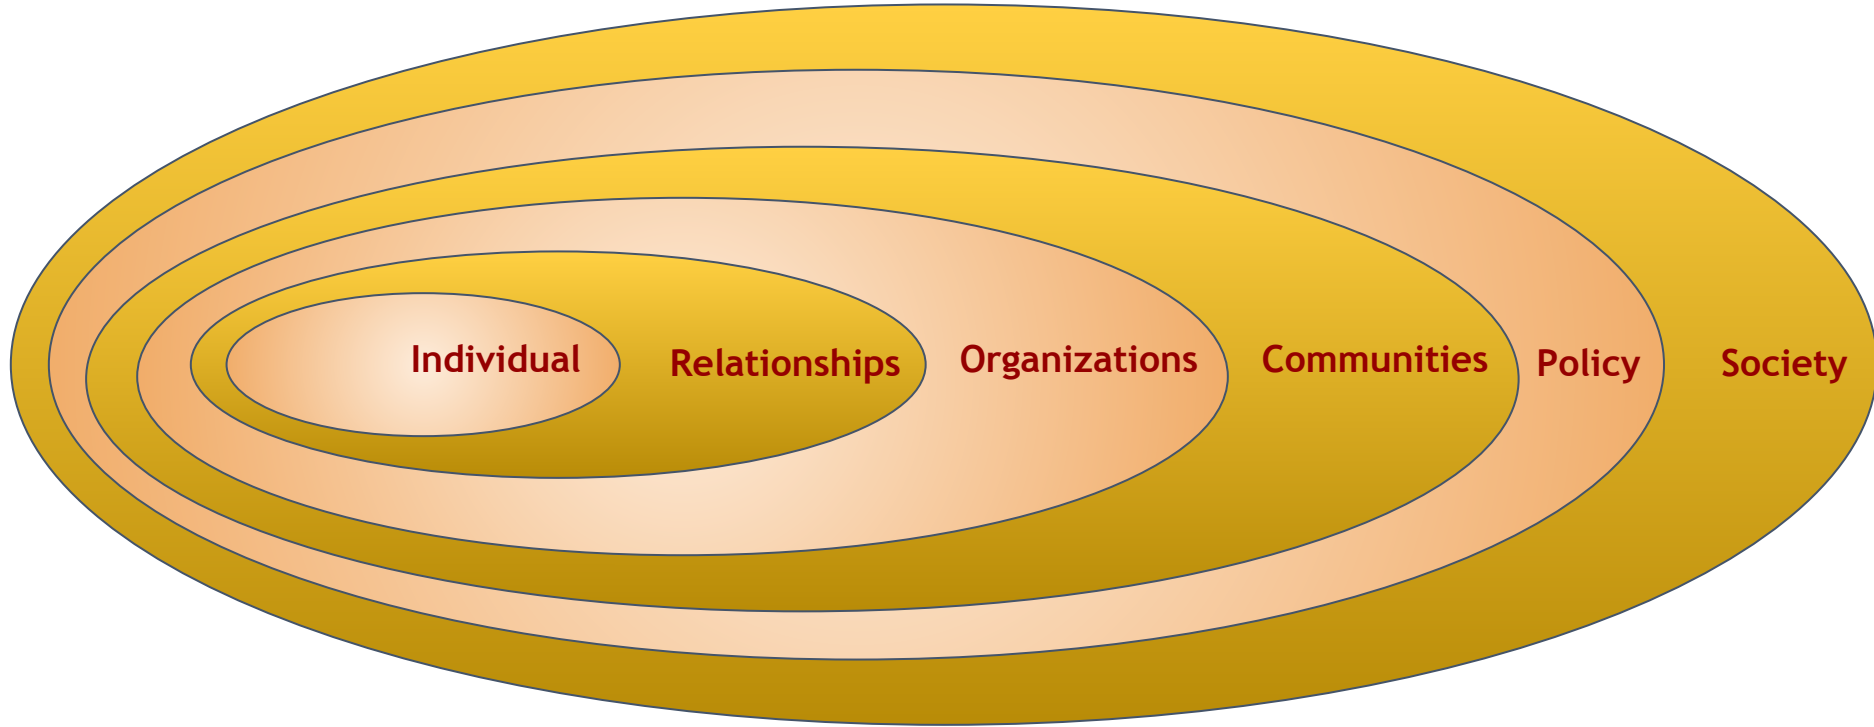 Individual
Relationships
Organizations
Communities
Policy
Society